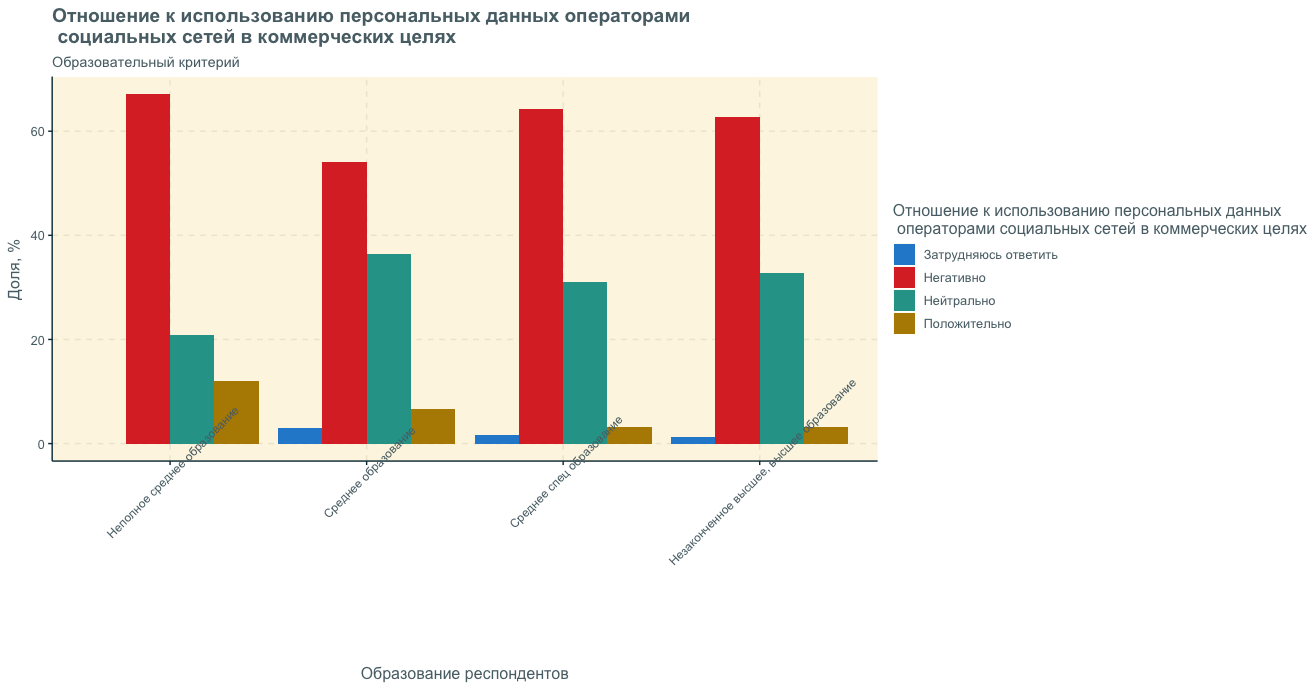 Отношение к использованию персональных данных операторами
социальных сетей в коммерческих целях
Образовательный критерий
Доля, %
60
40
20
0
Неполное среднее образование
Среднее образование
Среднее спец образование
Незаконченное высшее, высшее образование
Образование респондентов
Отношение к использованию персональных данных
операторами социальных сетей в коммерческих целях
Затрудняюсь ответить
Негативно
Нейтрально
Положительно